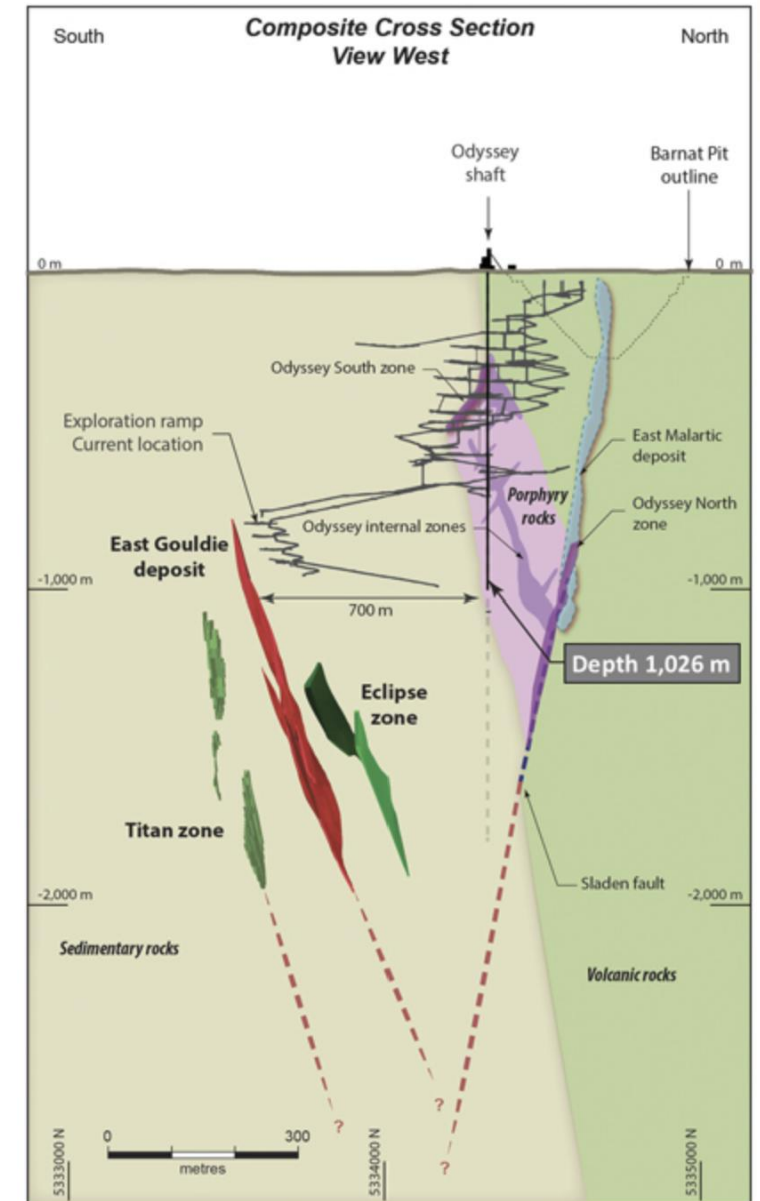 Composite Cross Section
View West
South
North
Odyssey
shaft
Barnat Pit
outline
0 m
0 m
Odyssey South zone
Exploration ramp
Current location
East Malartic
deposit
Porphyry
rocks
Odyssey North
zone
Odyssey internal zones
East Gouldie
deposit
-1,000 m
-1,000 m
700 m
Depth 1,026 m
Eclipse
zone
Titan zone
Sladen fault
-2,000 m
-2,000 m
Sedimentary rocks
Volcanic rocks
?
?
?
0
300
metres
5333000 N
5334000 N
5335000 N